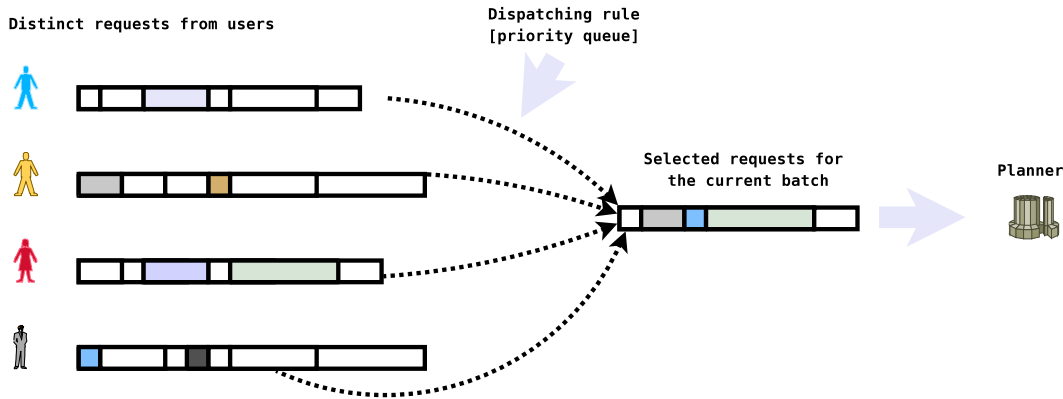 Distinct requests from users
Dispatching rule
[priority queue]
Selected requests for
the current batch
Planner